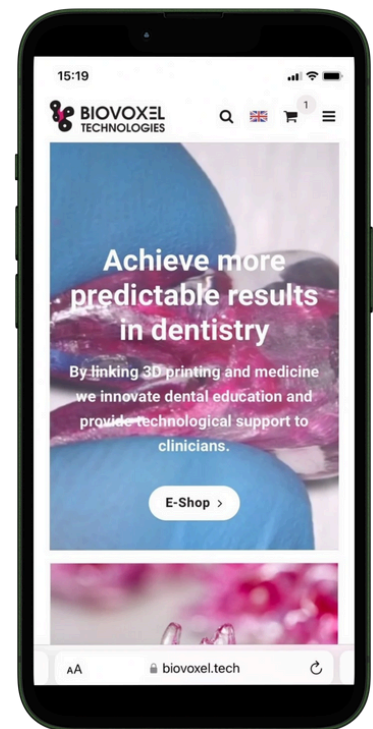 15:19
BIOVOXEL
TECHNOLOGIES
1
Achieve more
predictable results
in dentistry
By linking 3D printing and medicine
we innovate dental education and
provide technological support to
clinicians.
E-Shop >
AA
biovoxel.tech